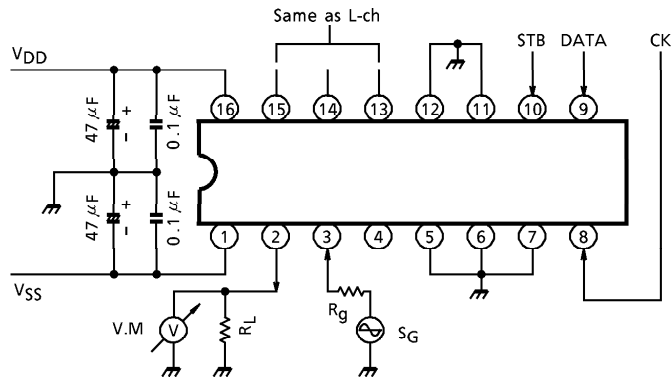 Same as L-ch
VDD
STB DATA CK
16 15 14 13 12 11 10 9
47 μF + - 0.1 μF
47 μF + - 0.1 μF
1 2 3 4 5 6 7 8
VSS
V.M V RL Rg SG